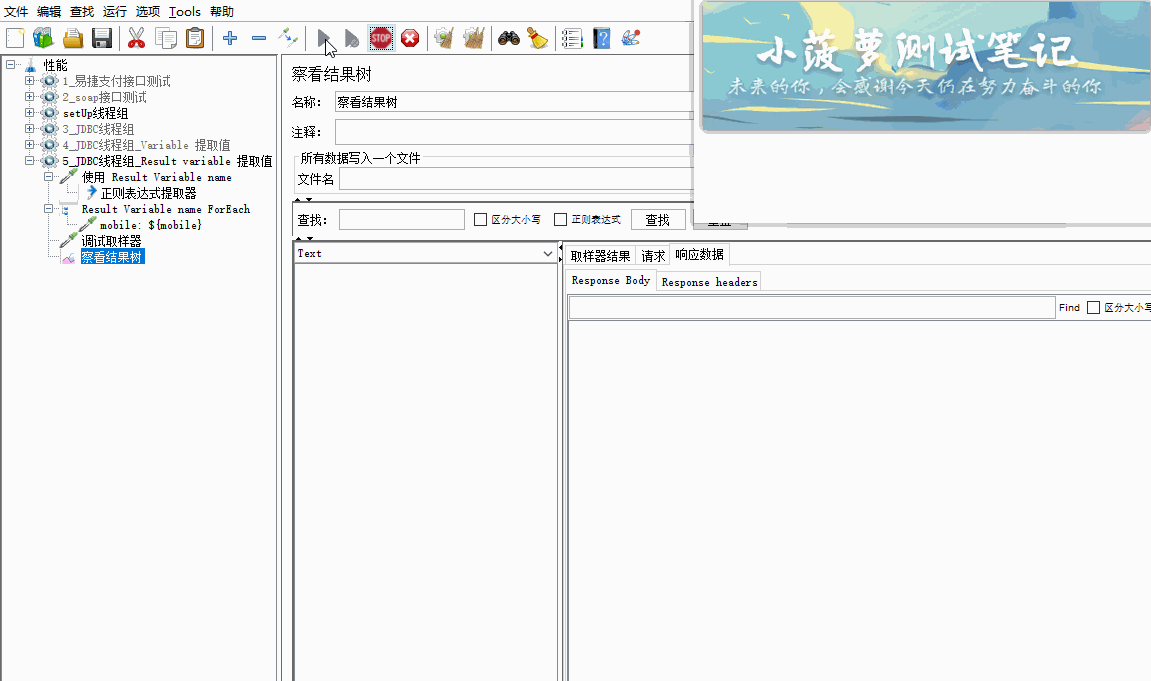 文件 编辑 查找 运行 选项 Tools 帮助
STOP
小菠萝测试笔记
未来的你，会感谢今天仍在努力奋斗的你
性能
1_易捷支付接口测试
2_soap接口测试
setUp线程组
3_JDBC线程组
4_JDBC线程组_Variable 提取值
5_JDBC线程组_Result variable 提取值
使用 Result Variable name
正则表达式提取器
Result Variable name ForEach
mobile: ${mobile}
调试取样器
察看结果树
察看结果树
名称： 察看结果树
注释：
所有数据写入一个文件
文件名
查找： 区分大小写 正则表达式 查找
Text
取样器结果 请求 响应数据
Response Body Response headers
Find 区分大小写